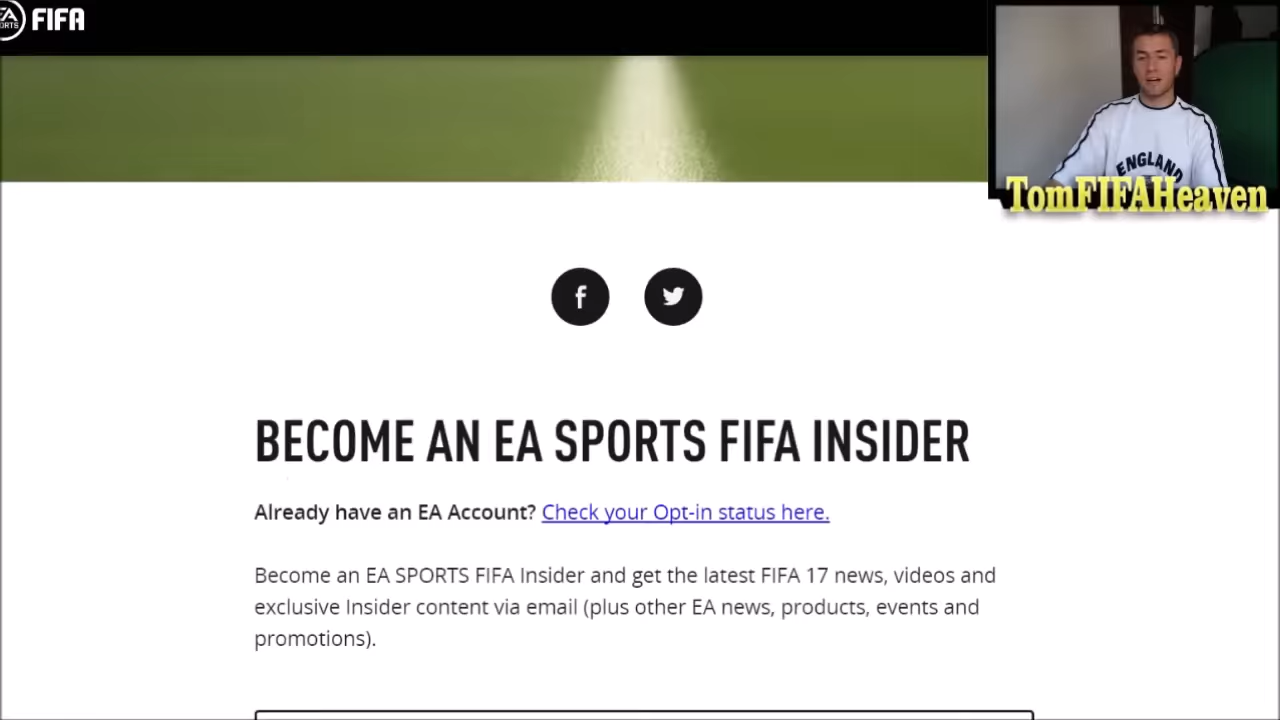 FIFA
ENGLAND
TomFIFAHeaven
f
BECOME AN EA SPORTS FIFA INSIDER
Already have an EA Account? Check your Opt-in status here.
Become an EA SPORTS FIFA Insider and get the latest FIFA 17 news, videos and
exclusive Insider content via email (plus other EA news, products, events and
promotions).